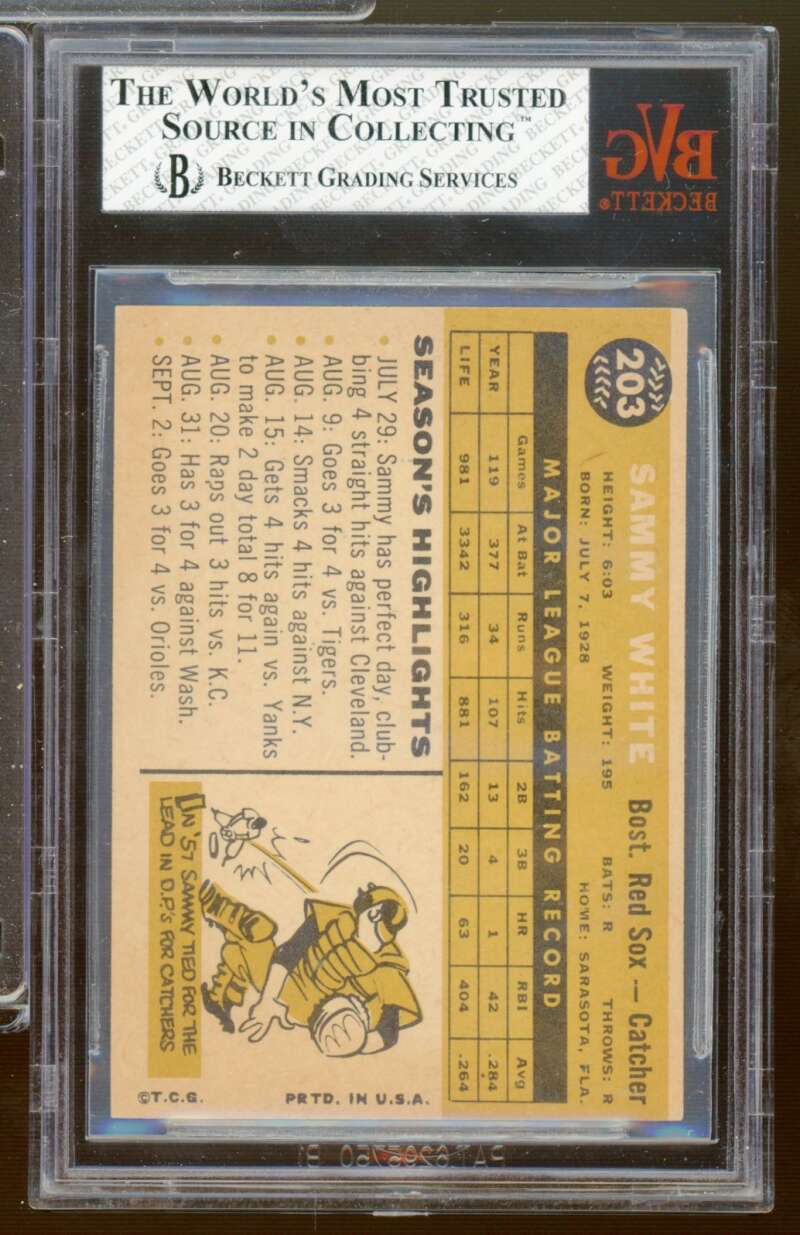 THE WORLD'S MOST TRUSTED
SOURCE IN COLLECTING™
B BECKETT GRADING SERVICES
BVG
BECKETT®
203
SAMMY WHITE Bost. Red Sox — Catcher
HEIGHT: 6:03 WEIGHT: 195 BATS: R THROWS: R
BORN: JULY 7, 1928 HOME: SARASOTA, FLA.
MAJOR LEAGUE BATTING RECORD
Games At Bat Runs Hits 2B 3B HR RBI Avg
YEAR 119 377 34 107 13 4 1 42 .284
LIFE 981 3342 316 881 162 20 63 404 .264
SEASON'S HIGHLIGHTS
• JULY 29: Sammy has perfect day, club-
bing 4 straight hits against Cleveland.
• AUG. 9: Goes 3 for 4 vs. Tigers.
• AUG. 14: Smacks 4 hits against N.Y.
• AUG. 15: Gets 4 hits again vs. Yanks
to make 2 day total 8 for 11.
• AUG. 20: Raps out 3 hits vs. K.C.
• AUG. 31: Has 3 for 4 against Wash.
• SEPT. 2: Goes 3 for 4 vs. Orioles.
IN '57 SAMMY TIED FOR THE
LEAD IN D.P.'S FOR CATCHERS
©T.C.G. PRTD. IN U.S.A.